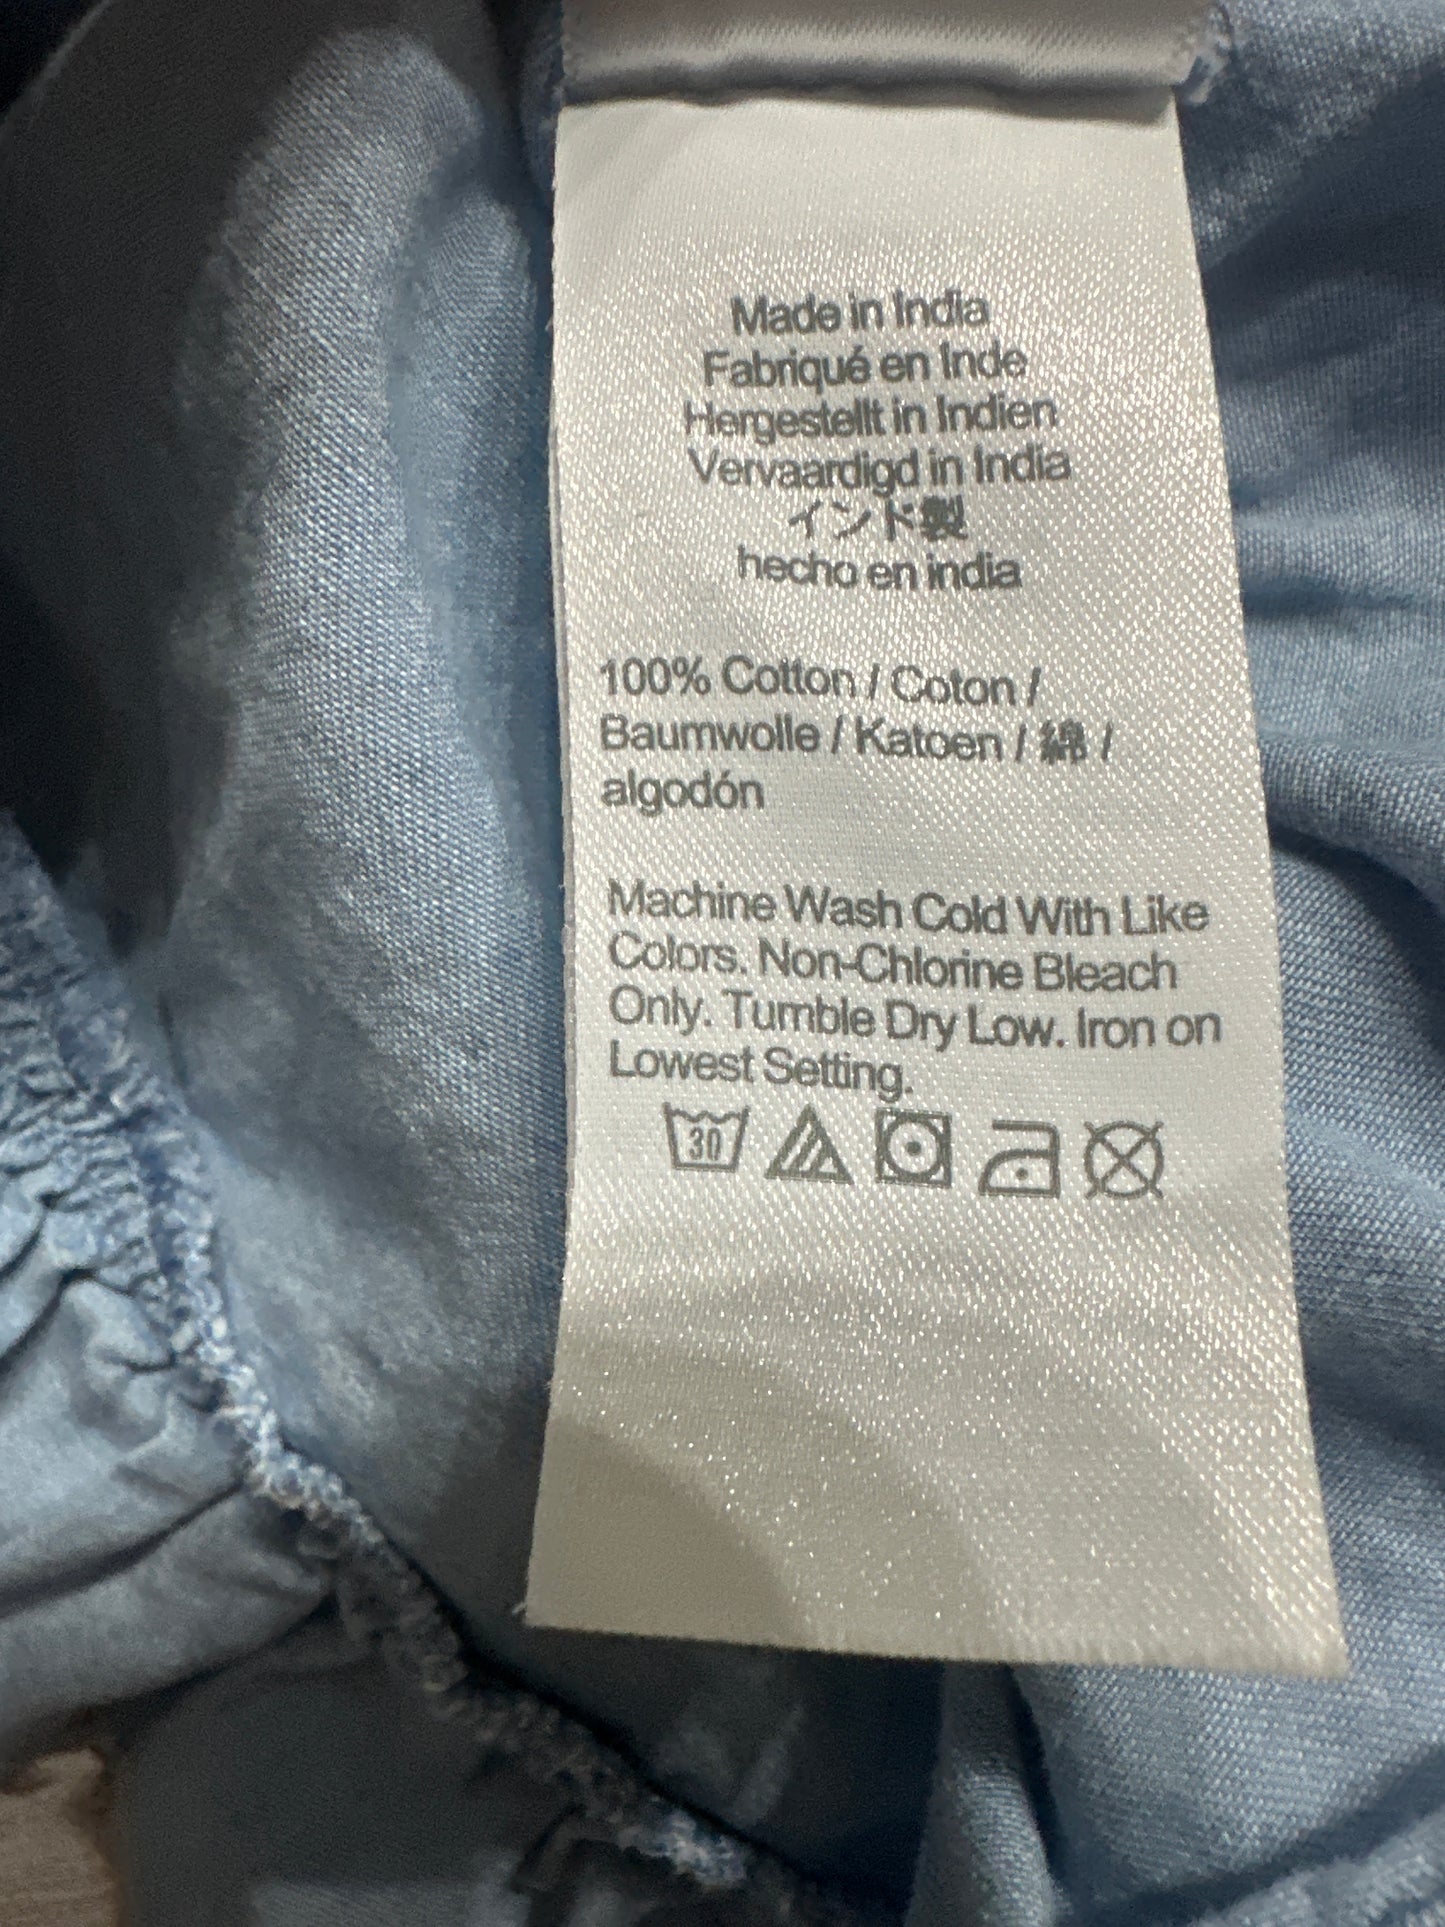 Made in India
Fabriqué en Inde
Hergestellt in Indien
Vervaardigd in India
インド製
hecho en india
100% Cotton / Coton /
Baumwolle / Katoen / 綿 /
algodón
Machine Wash Cold With Like
Colors. Non-Chlorine Bleach
Only. Tumble Dry Low. Iron on
Lowest Setting.
30